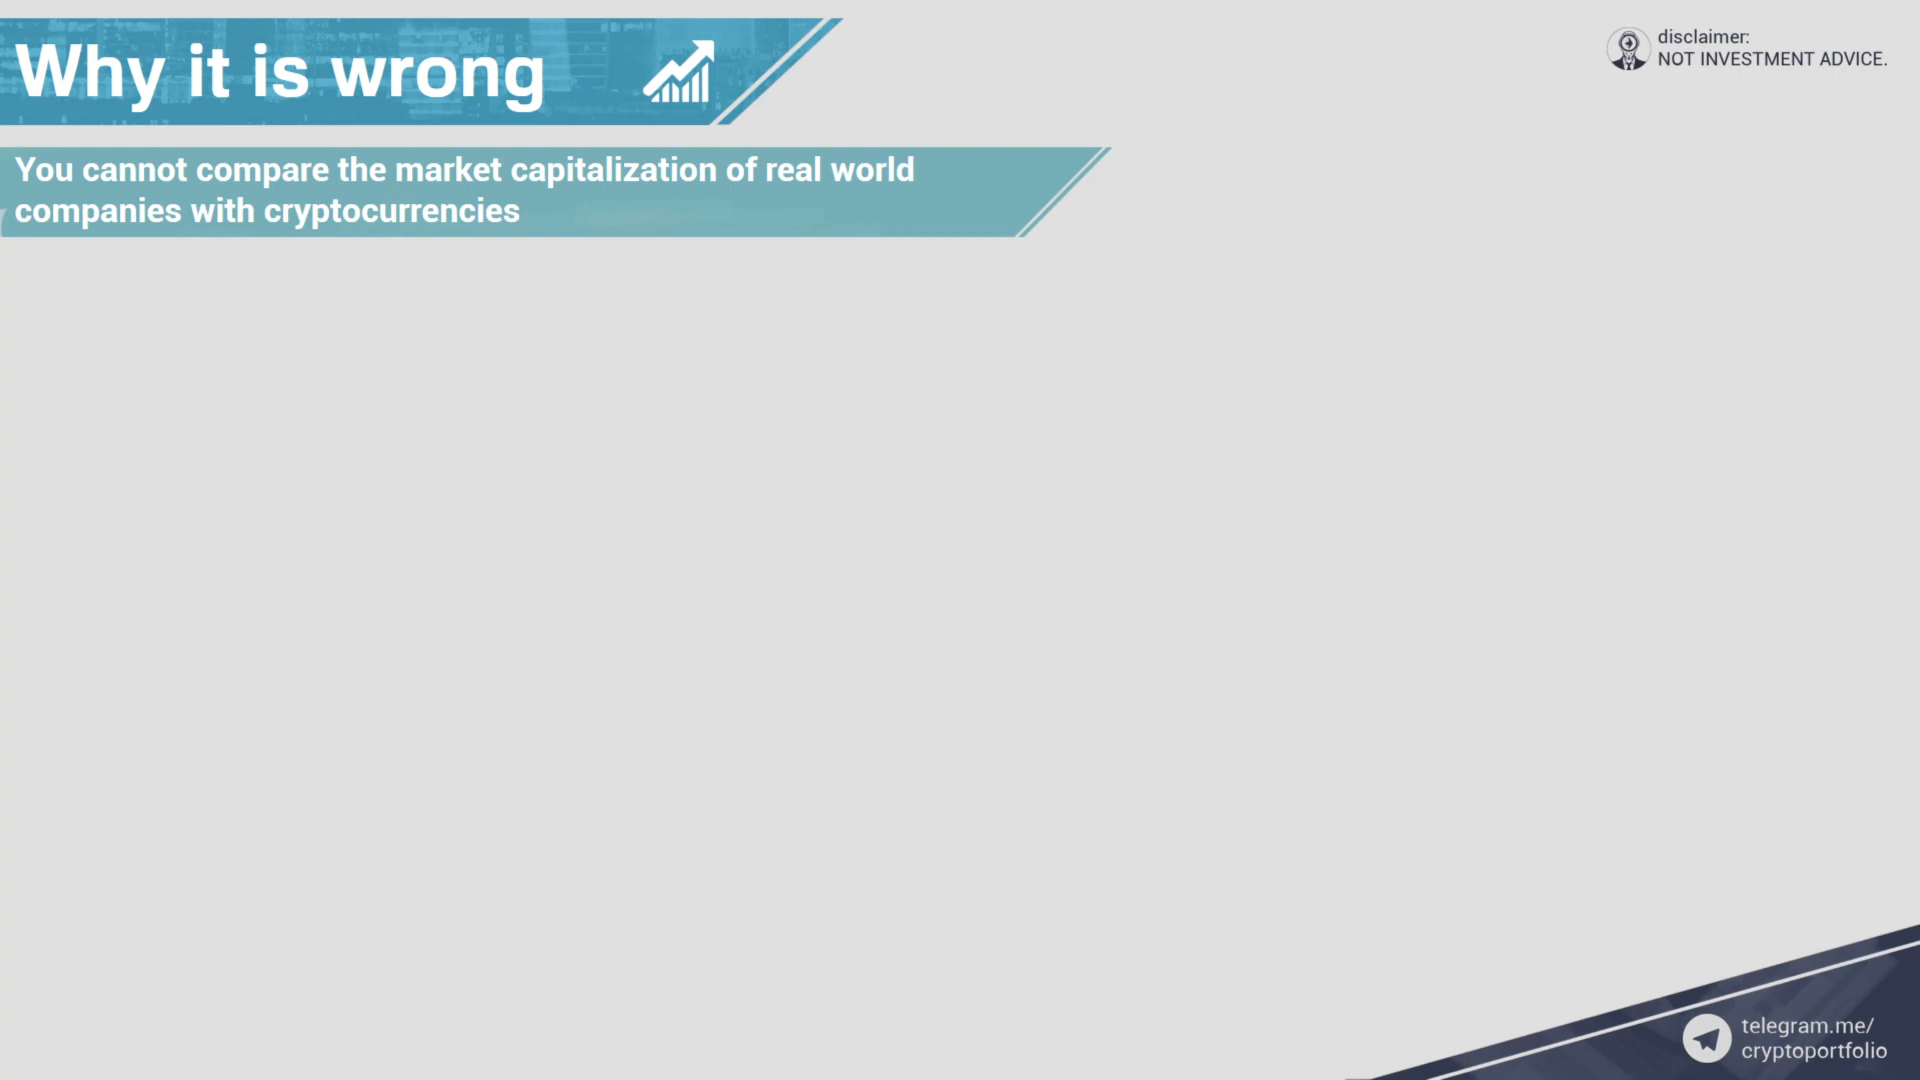 Why it is wrong
disclaimer:
NOT INVESTMENT ADVICE.
You cannot compare the market capitalization of real world
companies with cryptocurrencies
telegram.me/
cryptoportfolio